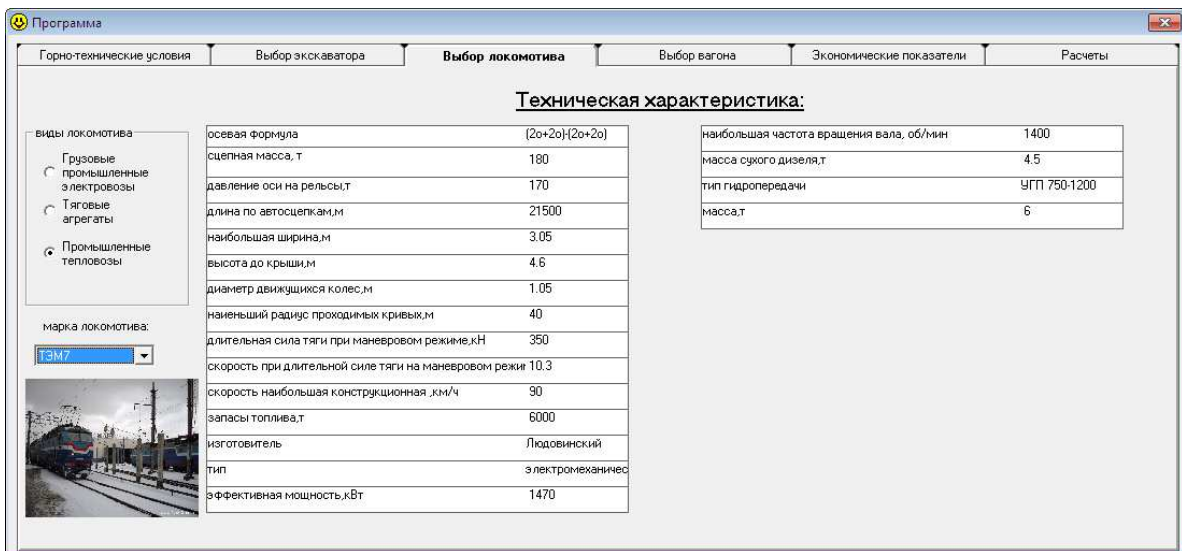 Программа
Горно-технические условия
Выбор экскаватора
Выбор локомотива
Выбор вагона
Экономические показатели
Расчеты
Техническая характеристика:
виды локомотива
Грузовые
промышленные
электровозы
Тяговые
агрегаты
Промышленные
тепловозы
марка локомотива:
ТЭМ7
осевая формула (2о+2о)-(2о+2о)
сцепная масса, т 180
давление оси на рельсы,т 170
длина по автосцепкам,м 21500
наибольшая ширина,м 3.05
высота до крыши,м 4.6
диаметр движущихся колес,м 1.05
наиеньший радиус проходимых кривых,м 40
длительная сила тяги при маневровом режиме,кН 350
скорость при длительной силе тяги на маневровом режи 10.3
скорость наибольшая конструкционная ,км/ч 90
запасы топлива,т 6000
изготовитель Людовинский
тип электромеханичес
эффективная мощность,кВт 1470
наибольшая частота вращения вала, об/мин 1400
масса сухого дизеля,т 4.5
тип гидропередачи УГП 750-1200
масса,т 6